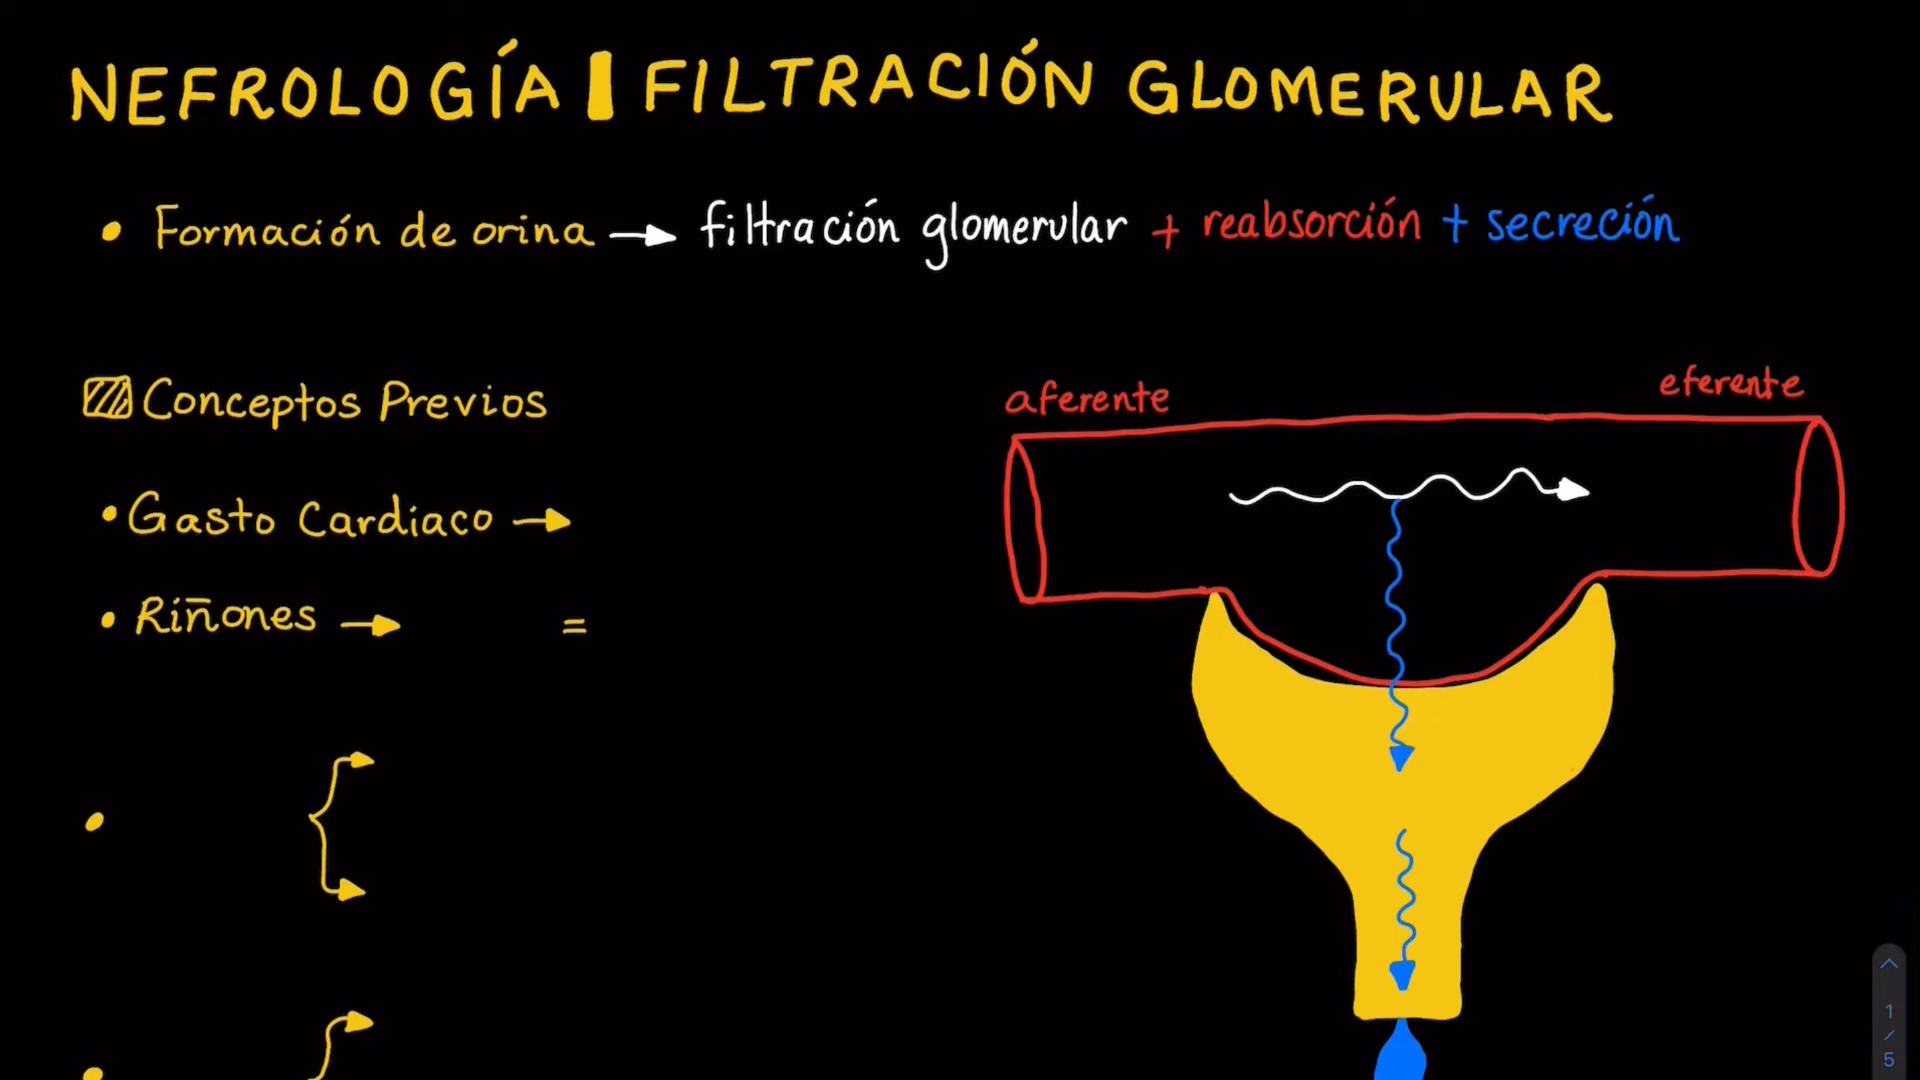 NEFROLOGÍA | FILTRACIÓN GLOMERULAR
• Formación de orina → filtración glomerular + reabsorción + secreción
Conceptos Previos
aferente
eferente
• Gasto Cardiaco →
• Riñones → =
1
/
5